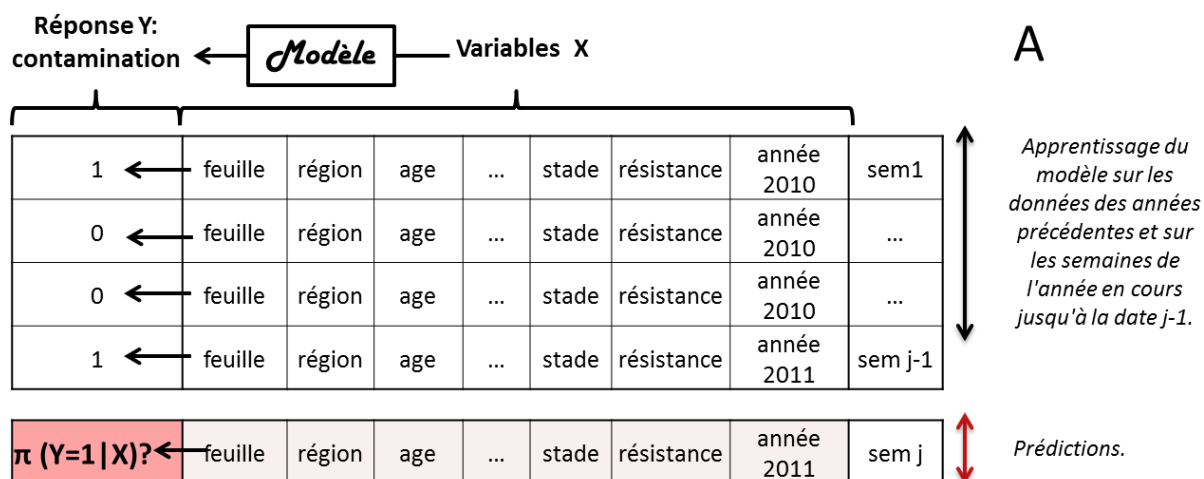 Réponse Y:
contamination
Modèle
Variables X
A
1 feuille région age ... stade résistance année 2010 sem1
0 feuille région age ... stade résistance année 2010 ...
0 feuille région age ... stade résistance année 2010 ...
1 feuille région age ... stade résistance année 2011 sem j-1
Apprentissage du
modèle sur les
données des années
précédentes et sur
les semaines de
l'année en cours
jusqu'à la date j-1.
π (Y=1|X)? feuille région age ... stade résistance année 2011 sem j
Prédictions.